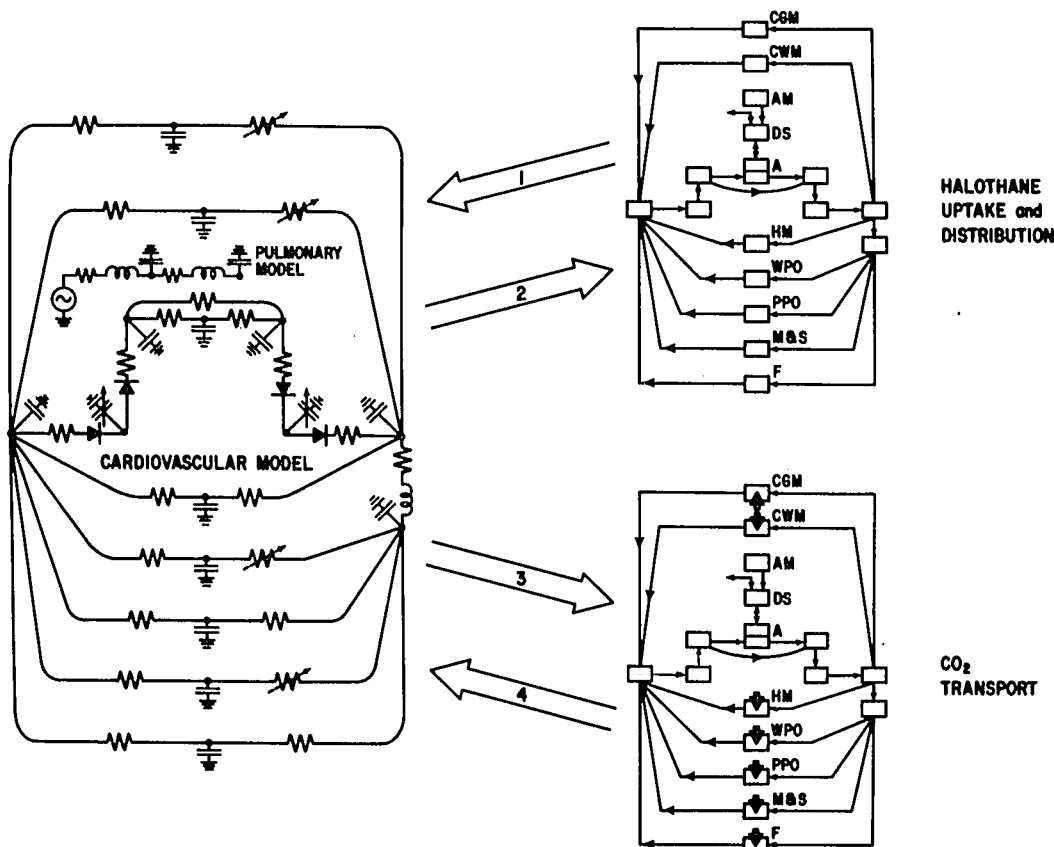 PULMONARY
MODEL
CARDIOVASCULAR MODEL
1
2
3
4
CGM
CWM
AM
DS
A
HM
WPO
PPO
M&S
F
HALOTHANE
UPTAKE and
DISTRIBUTION
CGM
CWM
AM
DS
A
HM
WPO
PPO
M&S
F
CO₂
TRANSPORT